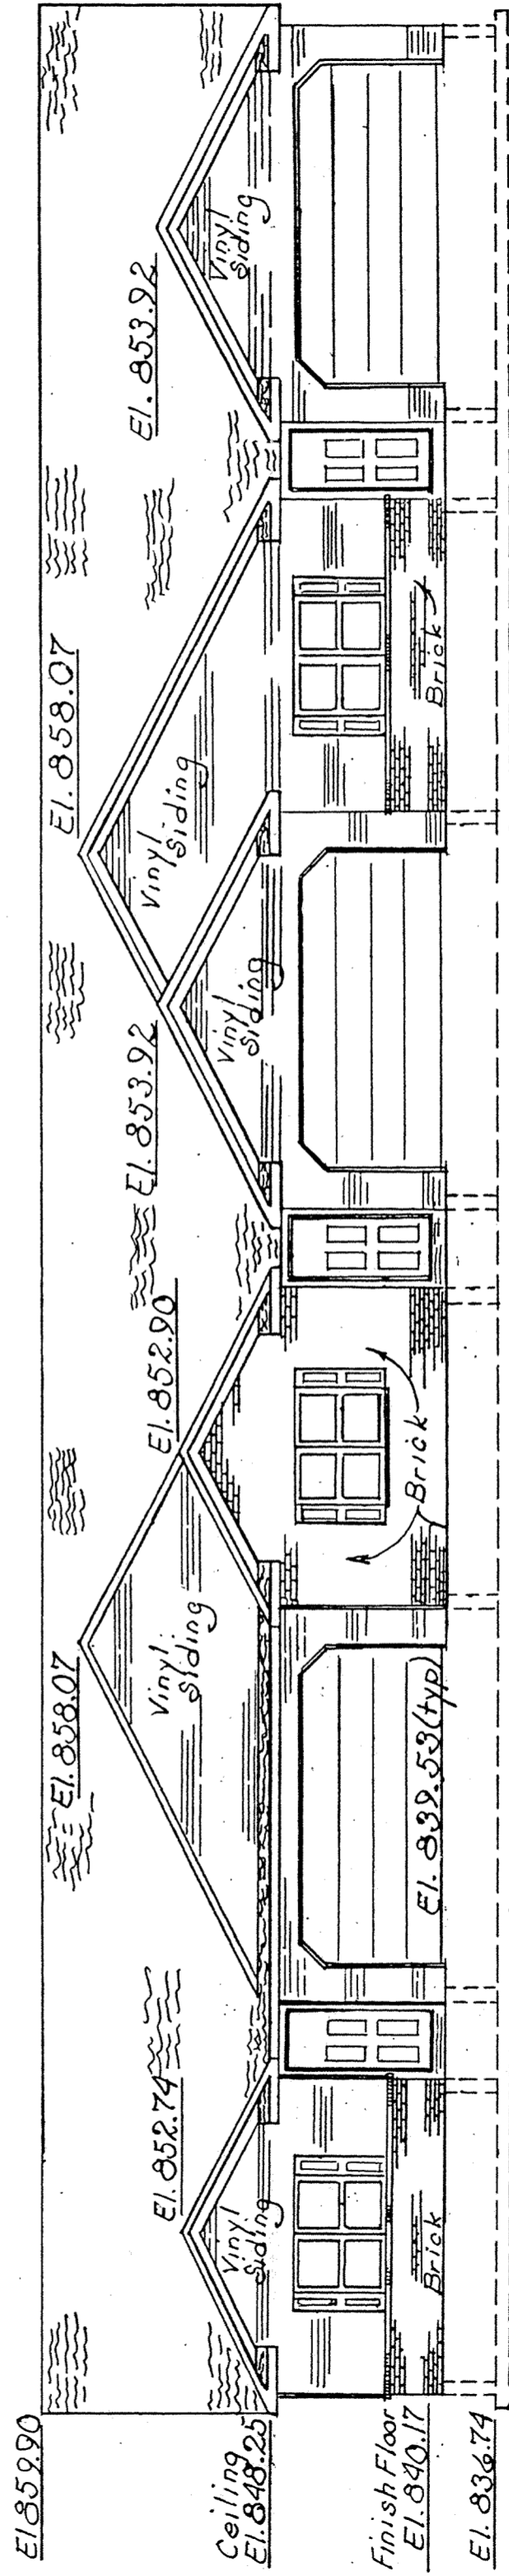 El 859.90
Ceiling
El. 848.25
Finish Floor
El. 840.17
El. 836.74
El. 852.74
El. 858.07
El. 852.90
El. 853.92
El. 858.07
El. 853.92
Vinyl
Siding
Vinyl
Siding
Vinyl
Siding
Vinyl
Siding
Vinyl
Siding
Brick
El. 839.53 (typ)
Brick
Brick